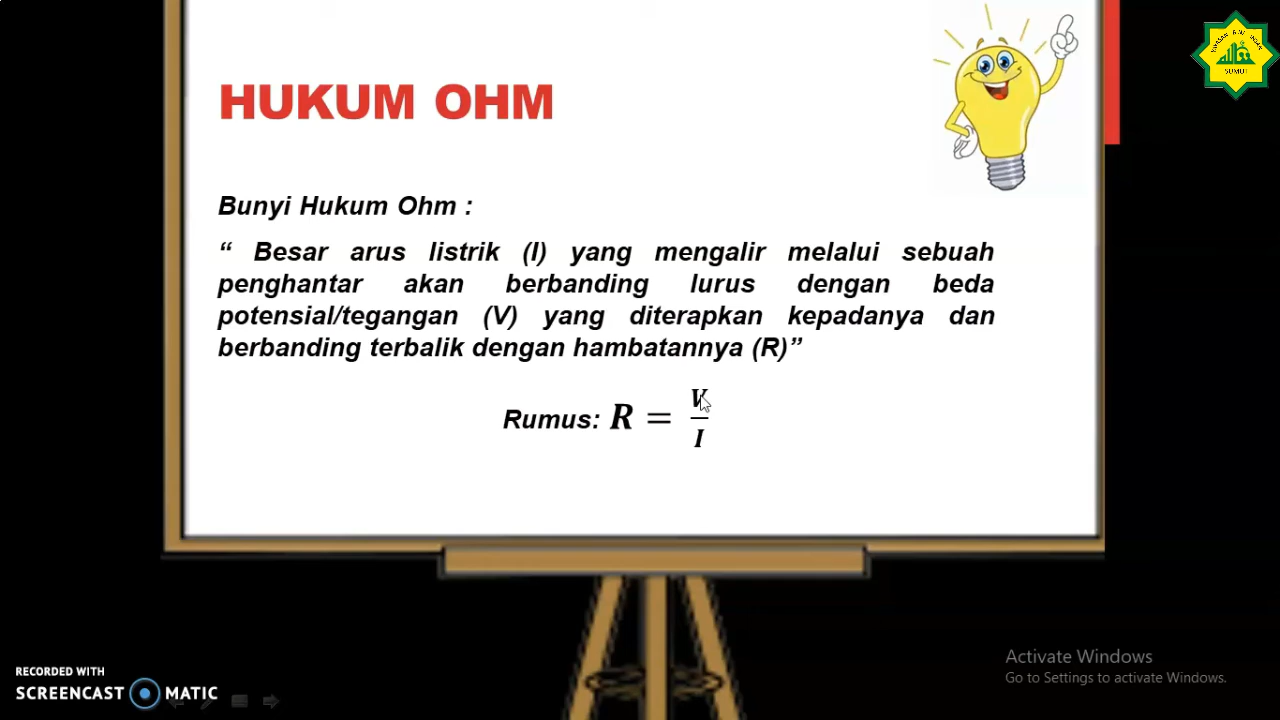 HUKUM OHM
Bunyi Hukum Ohm :
“ Besar arus listrik (I) yang mengalir melalui sebuah
penghantar akan berbanding lurus dengan beda
potensial/tegangan (V) yang diterapkan kepadanya dan
berbanding terbalik dengan hambatannya (R)”
Rumus: R = V/I
SUMUT
Activate Windows
Go to Settings to activate Windows.
RECORDED WITH
SCREENCAST MATIC